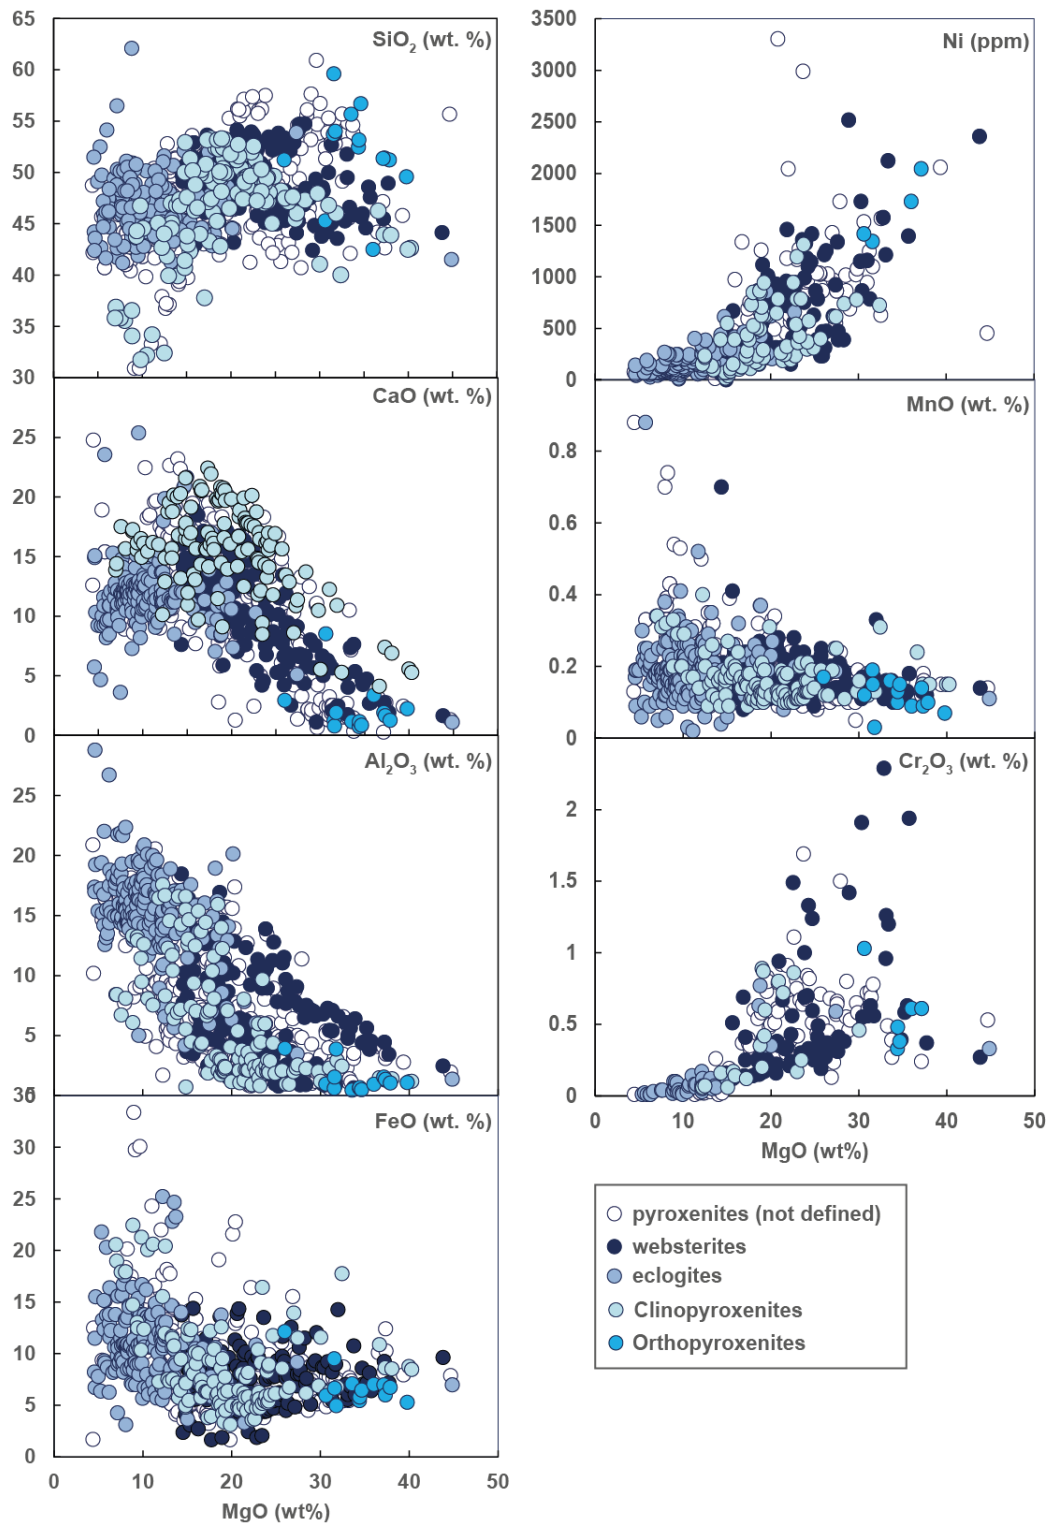 65
60
55
50
45
40
35
30
SiO2 (wt. %)
25
20
15
10
5
0
CaO (wt. %)
25
20
15
10
5
30
Al2O3 (wt. %)
30
25
20
15
10
5
0
FeO (wt. %)
0 10 20 30 40 50
MgO (wt%)
3500
3000
2500
2000
1500
1000
500
0
Ni (ppm)
0.8
0.6
0.4
0.2
0
MnO (wt. %)
2
1.5
1
0.5
0
Cr2O3 (wt. %)
0 10 20 30 40 50
MgO (wt%)
pyroxenites (not defined)
websterites
eclogites
Clinopyroxenites
Orthopyroxenites